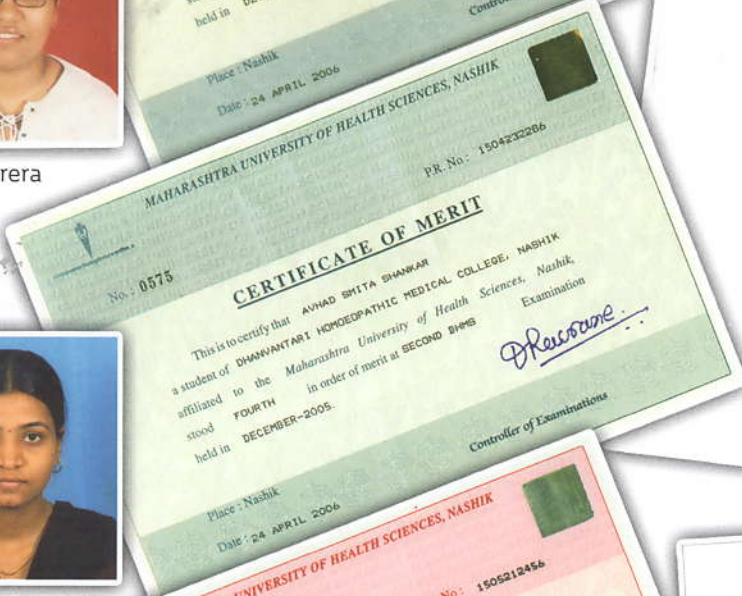 held in
Place : Nashik
Date : 24 APRIL 2006
rera
MAHARASHTRA UNIVERSITY OF HEALTH SCIENCES, NASHIK
P.R. No : 1504232286
No. : 0575
CERTIFICATE OF MERIT
This is to certify that AVHAD SMITA SHANKAR
a student of DHANVANTARI HOMOEOPATHIC MEDICAL COLLEGE, NASHIK
affiliated to the Maharashtra University of Health Sciences, Nashik,
stood FOURTH in order of merit at SECOND BHMS Examination
held in DECEMBER-2005.
Controller of Examinations
Place : Nashik
Date : 24 APRIL 2006
UNIVERSITY OF HEALTH SCIENCES, NASHIK
No : 1505212456